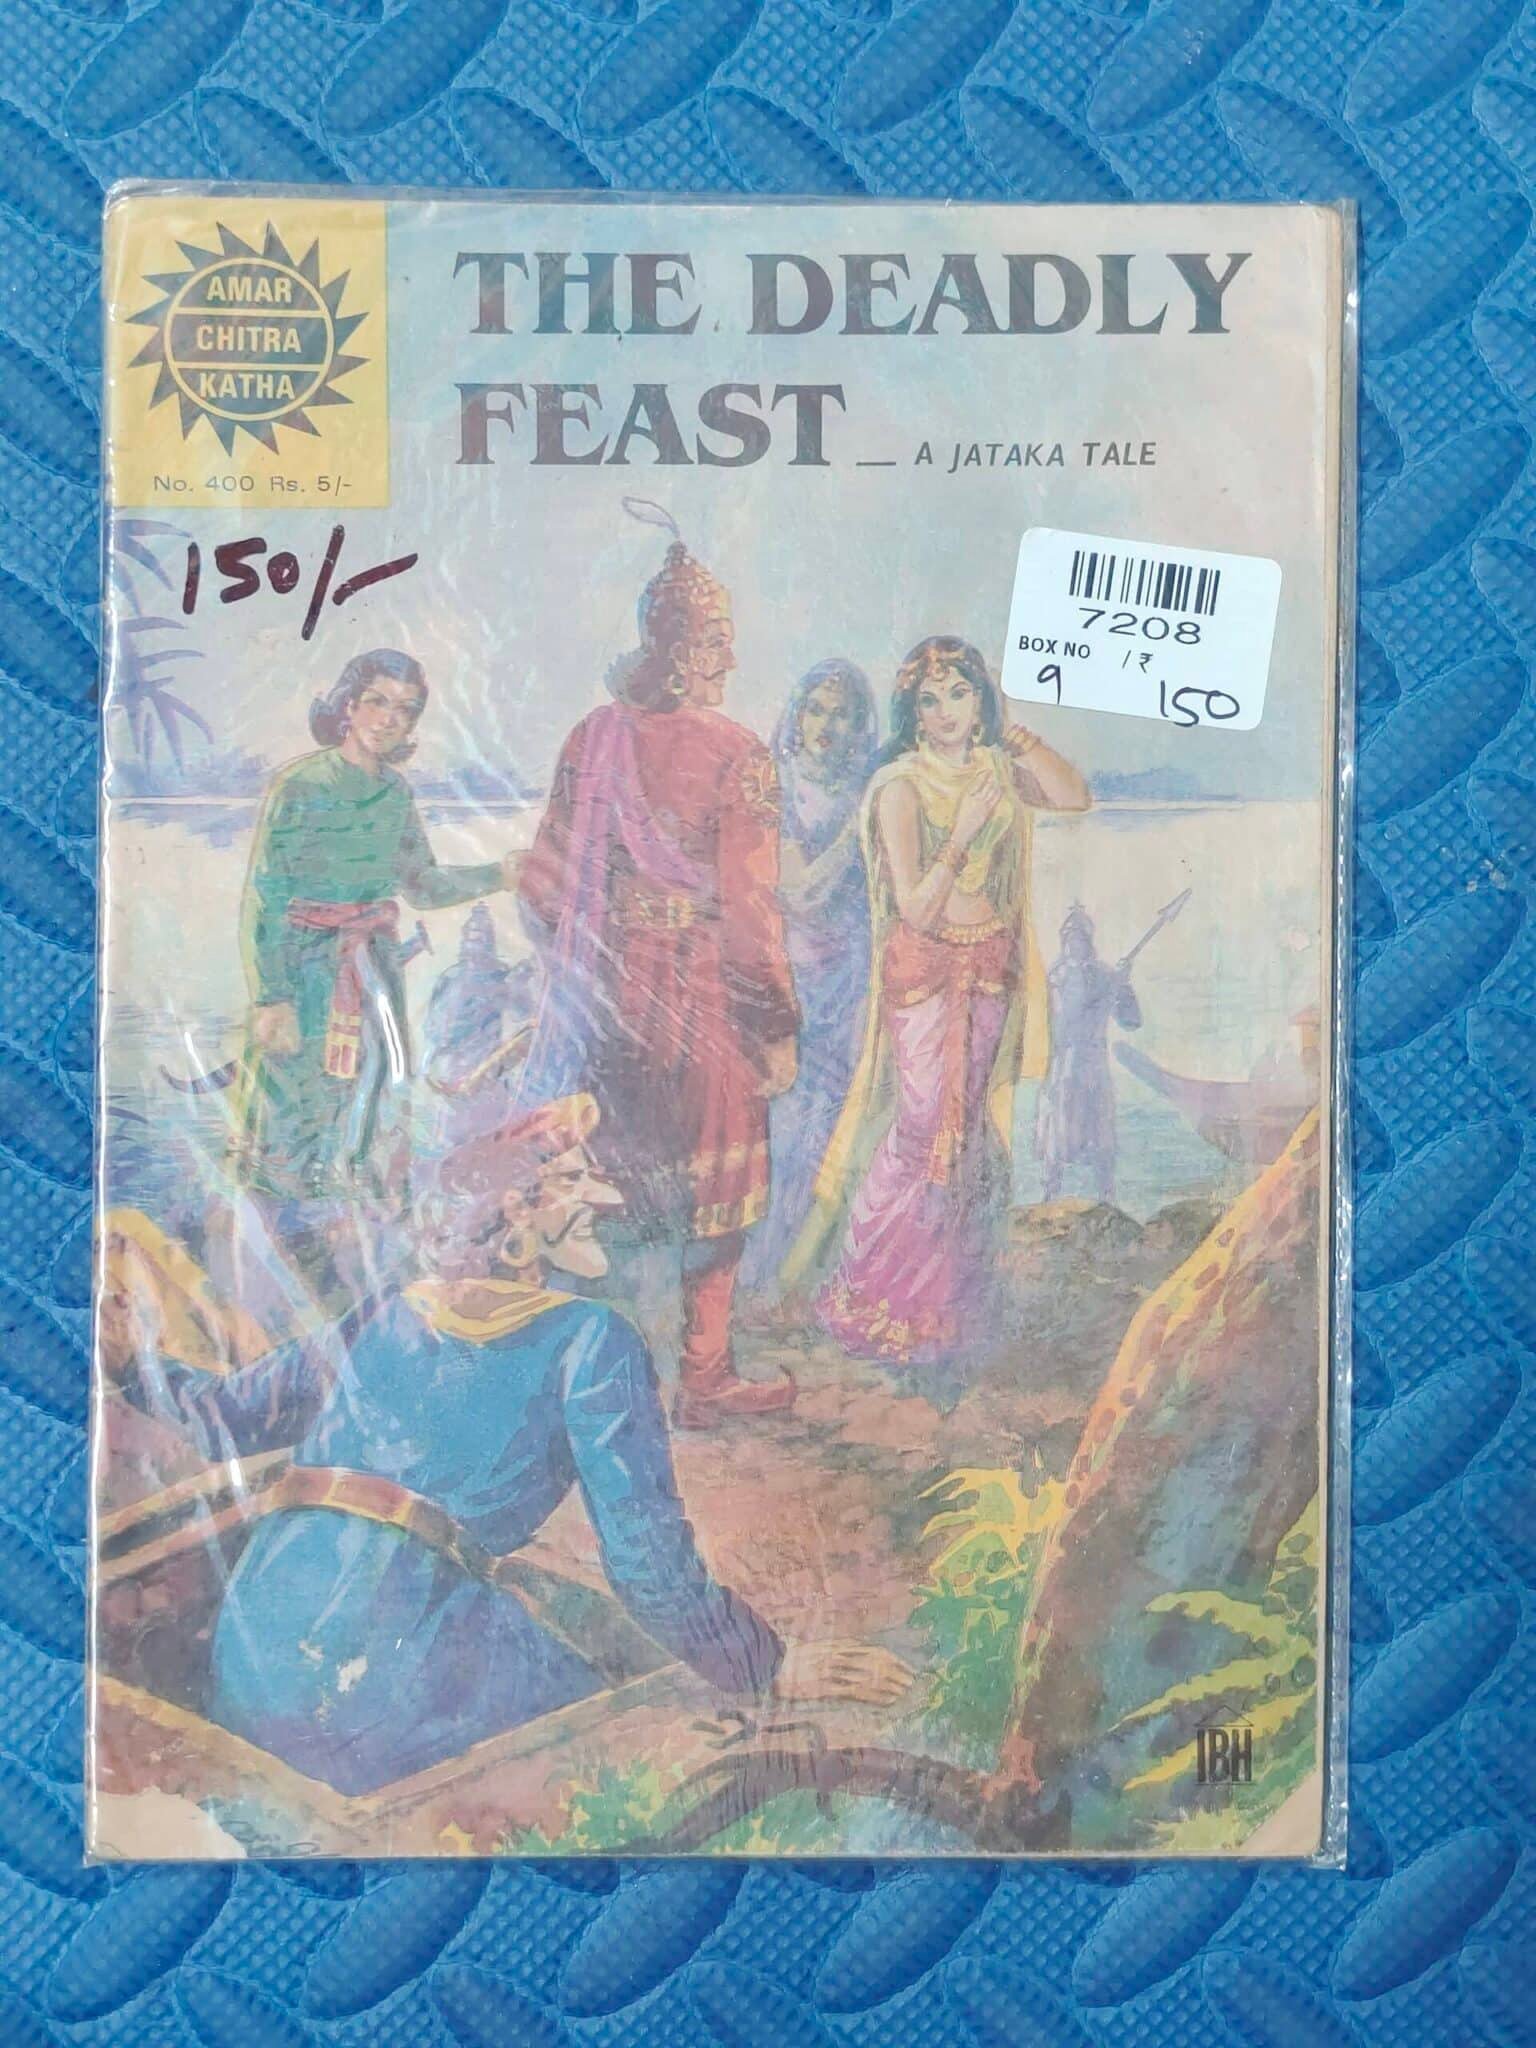 AMAR
CHITRA
KATHA
No. 400 Rs. 5/-
THE DEADLY
FEAST _ A JATAKA TALE
150/-
7208
BOX NO / ₹
9 150
IBH